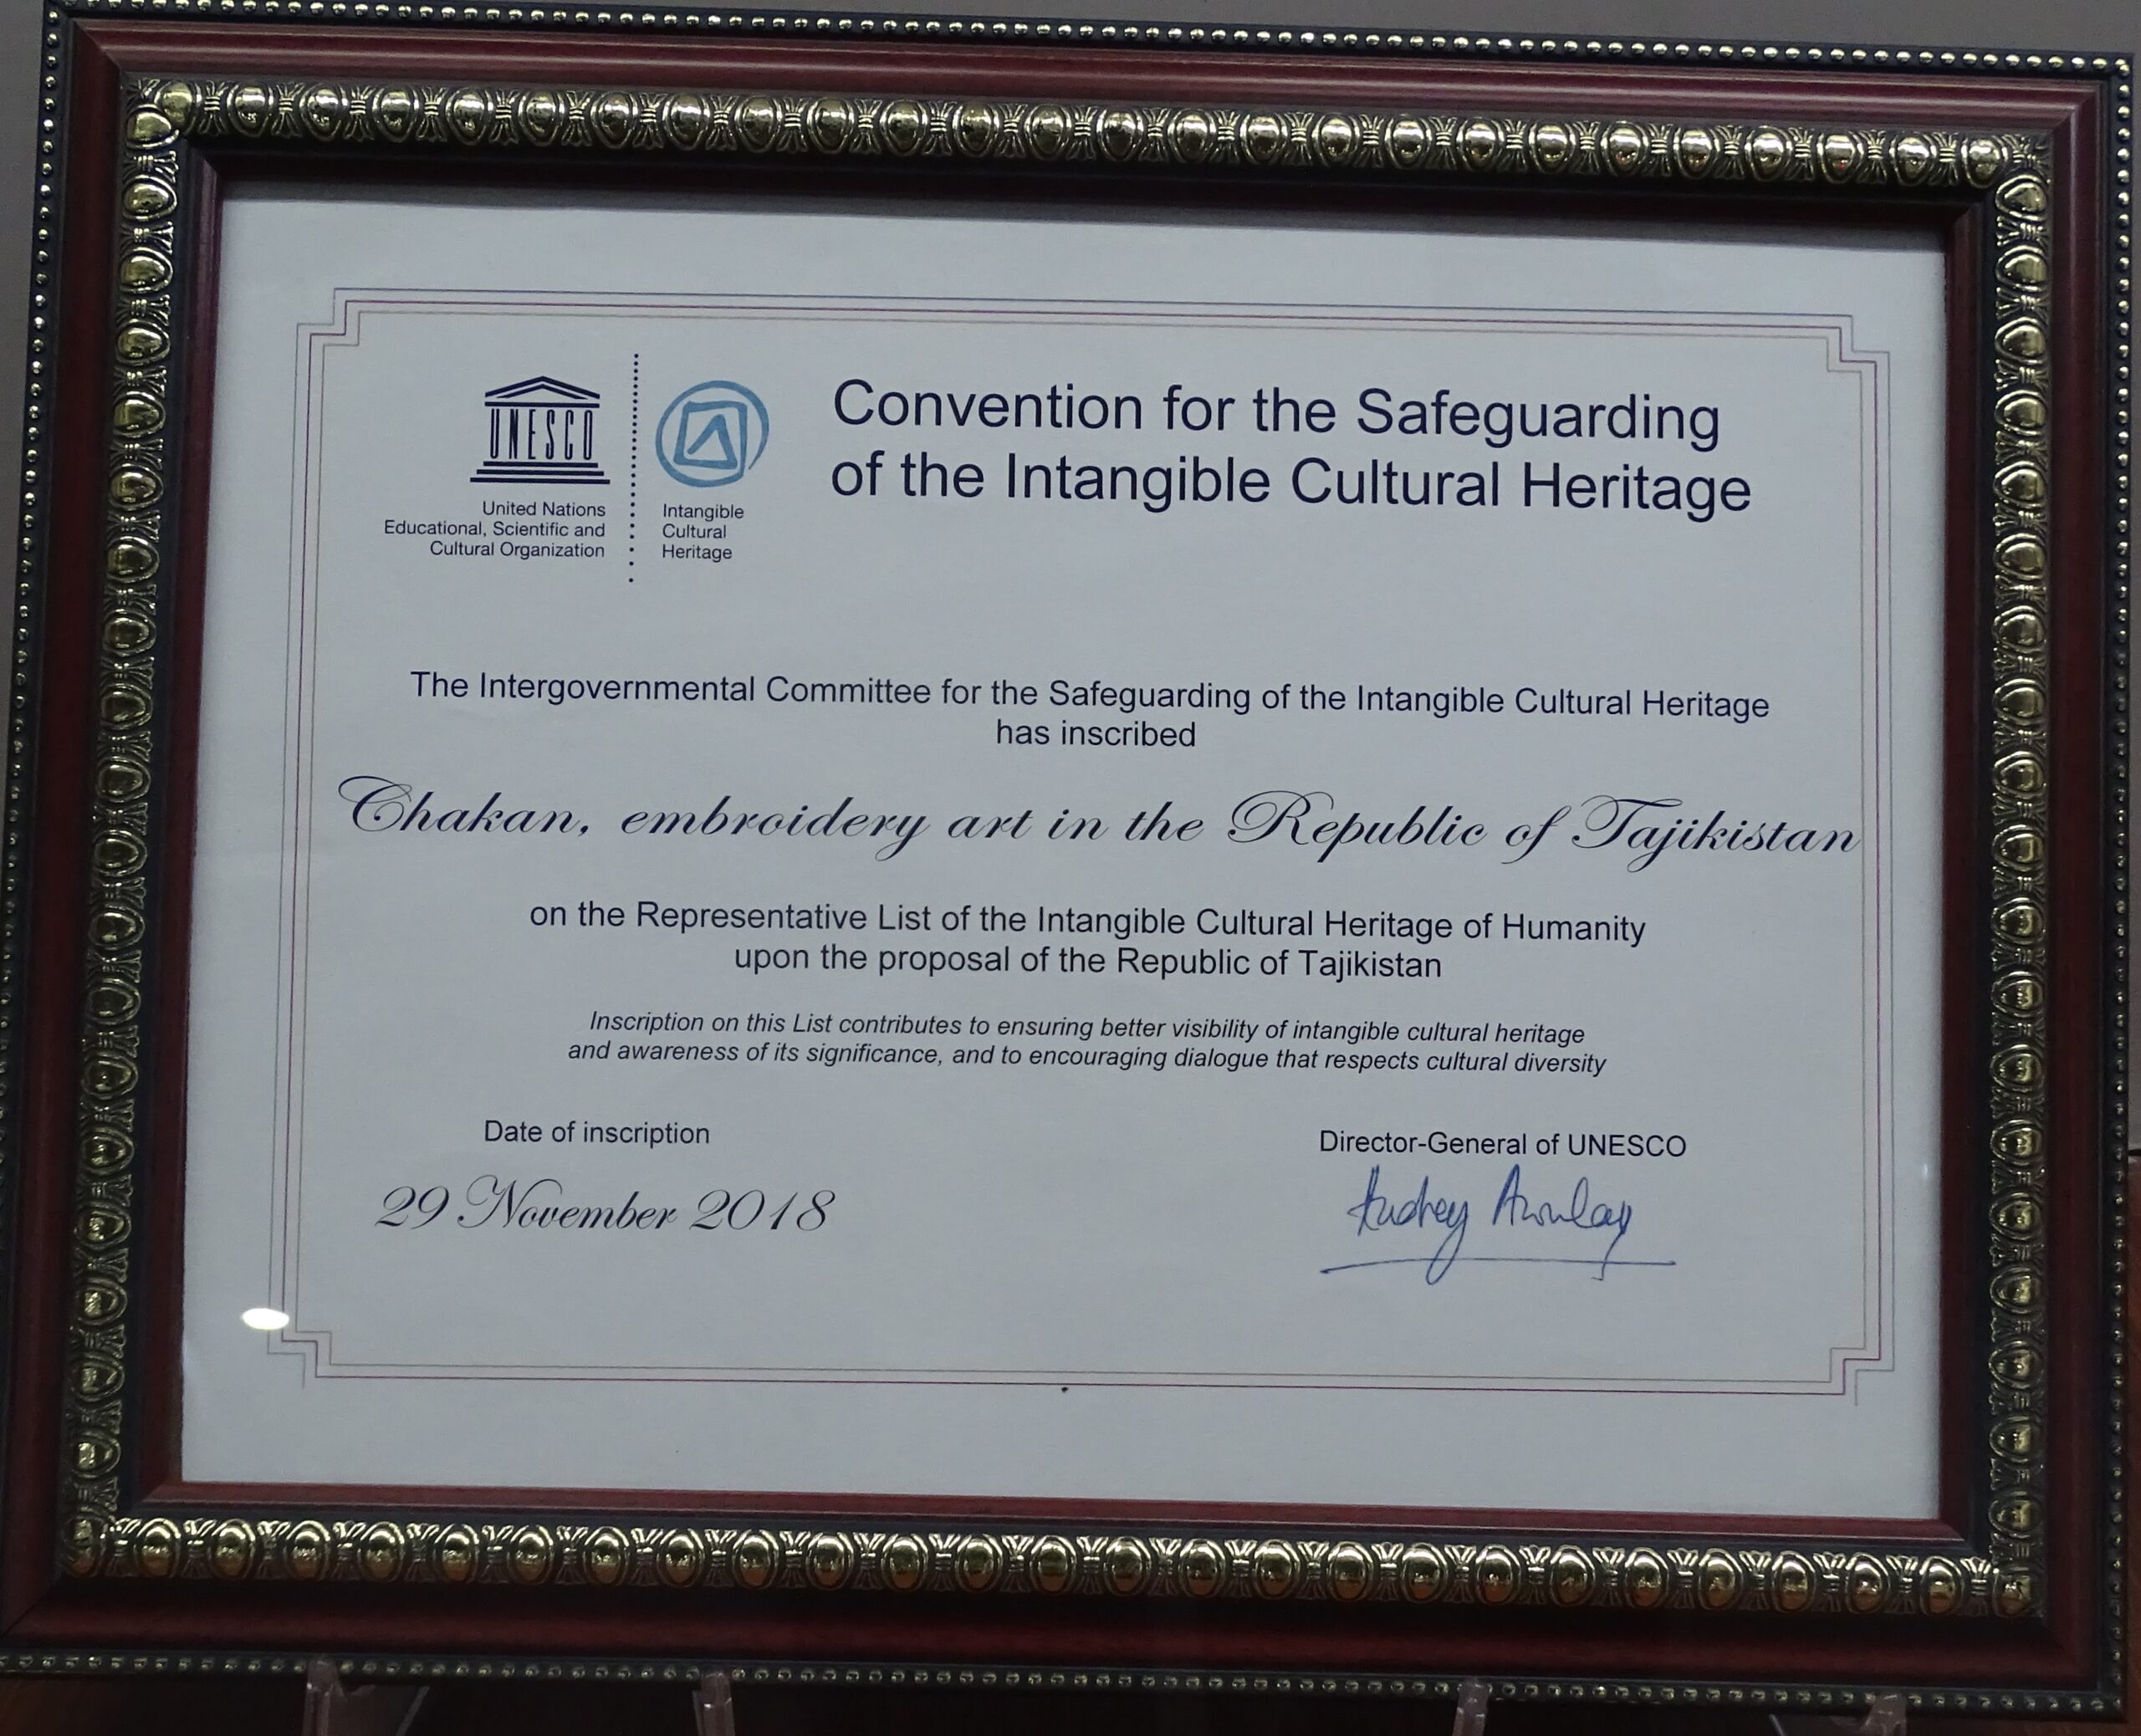 UNESCO
United Nations
Educational, Scientific and
Cultural Organization
Intangible
Cultural
Heritage
Convention for the Safeguarding
of the Intangible Cultural Heritage
The Intergovernmental Committee for the Safeguarding of the Intangible Cultural Heritage
has inscribed
Chakan, embroidery art in the Republic of Tajikistan
on the Representative List of the Intangible Cultural Heritage of Humanity
upon the proposal of the Republic of Tajikistan
Inscription on this List contributes to ensuring better visibility of intangible cultural heritage
and awareness of its significance, and to encouraging dialogue that respects cultural diversity
Date of inscription
29 November 2018
Director-General of UNESCO
Audrey Azoulay